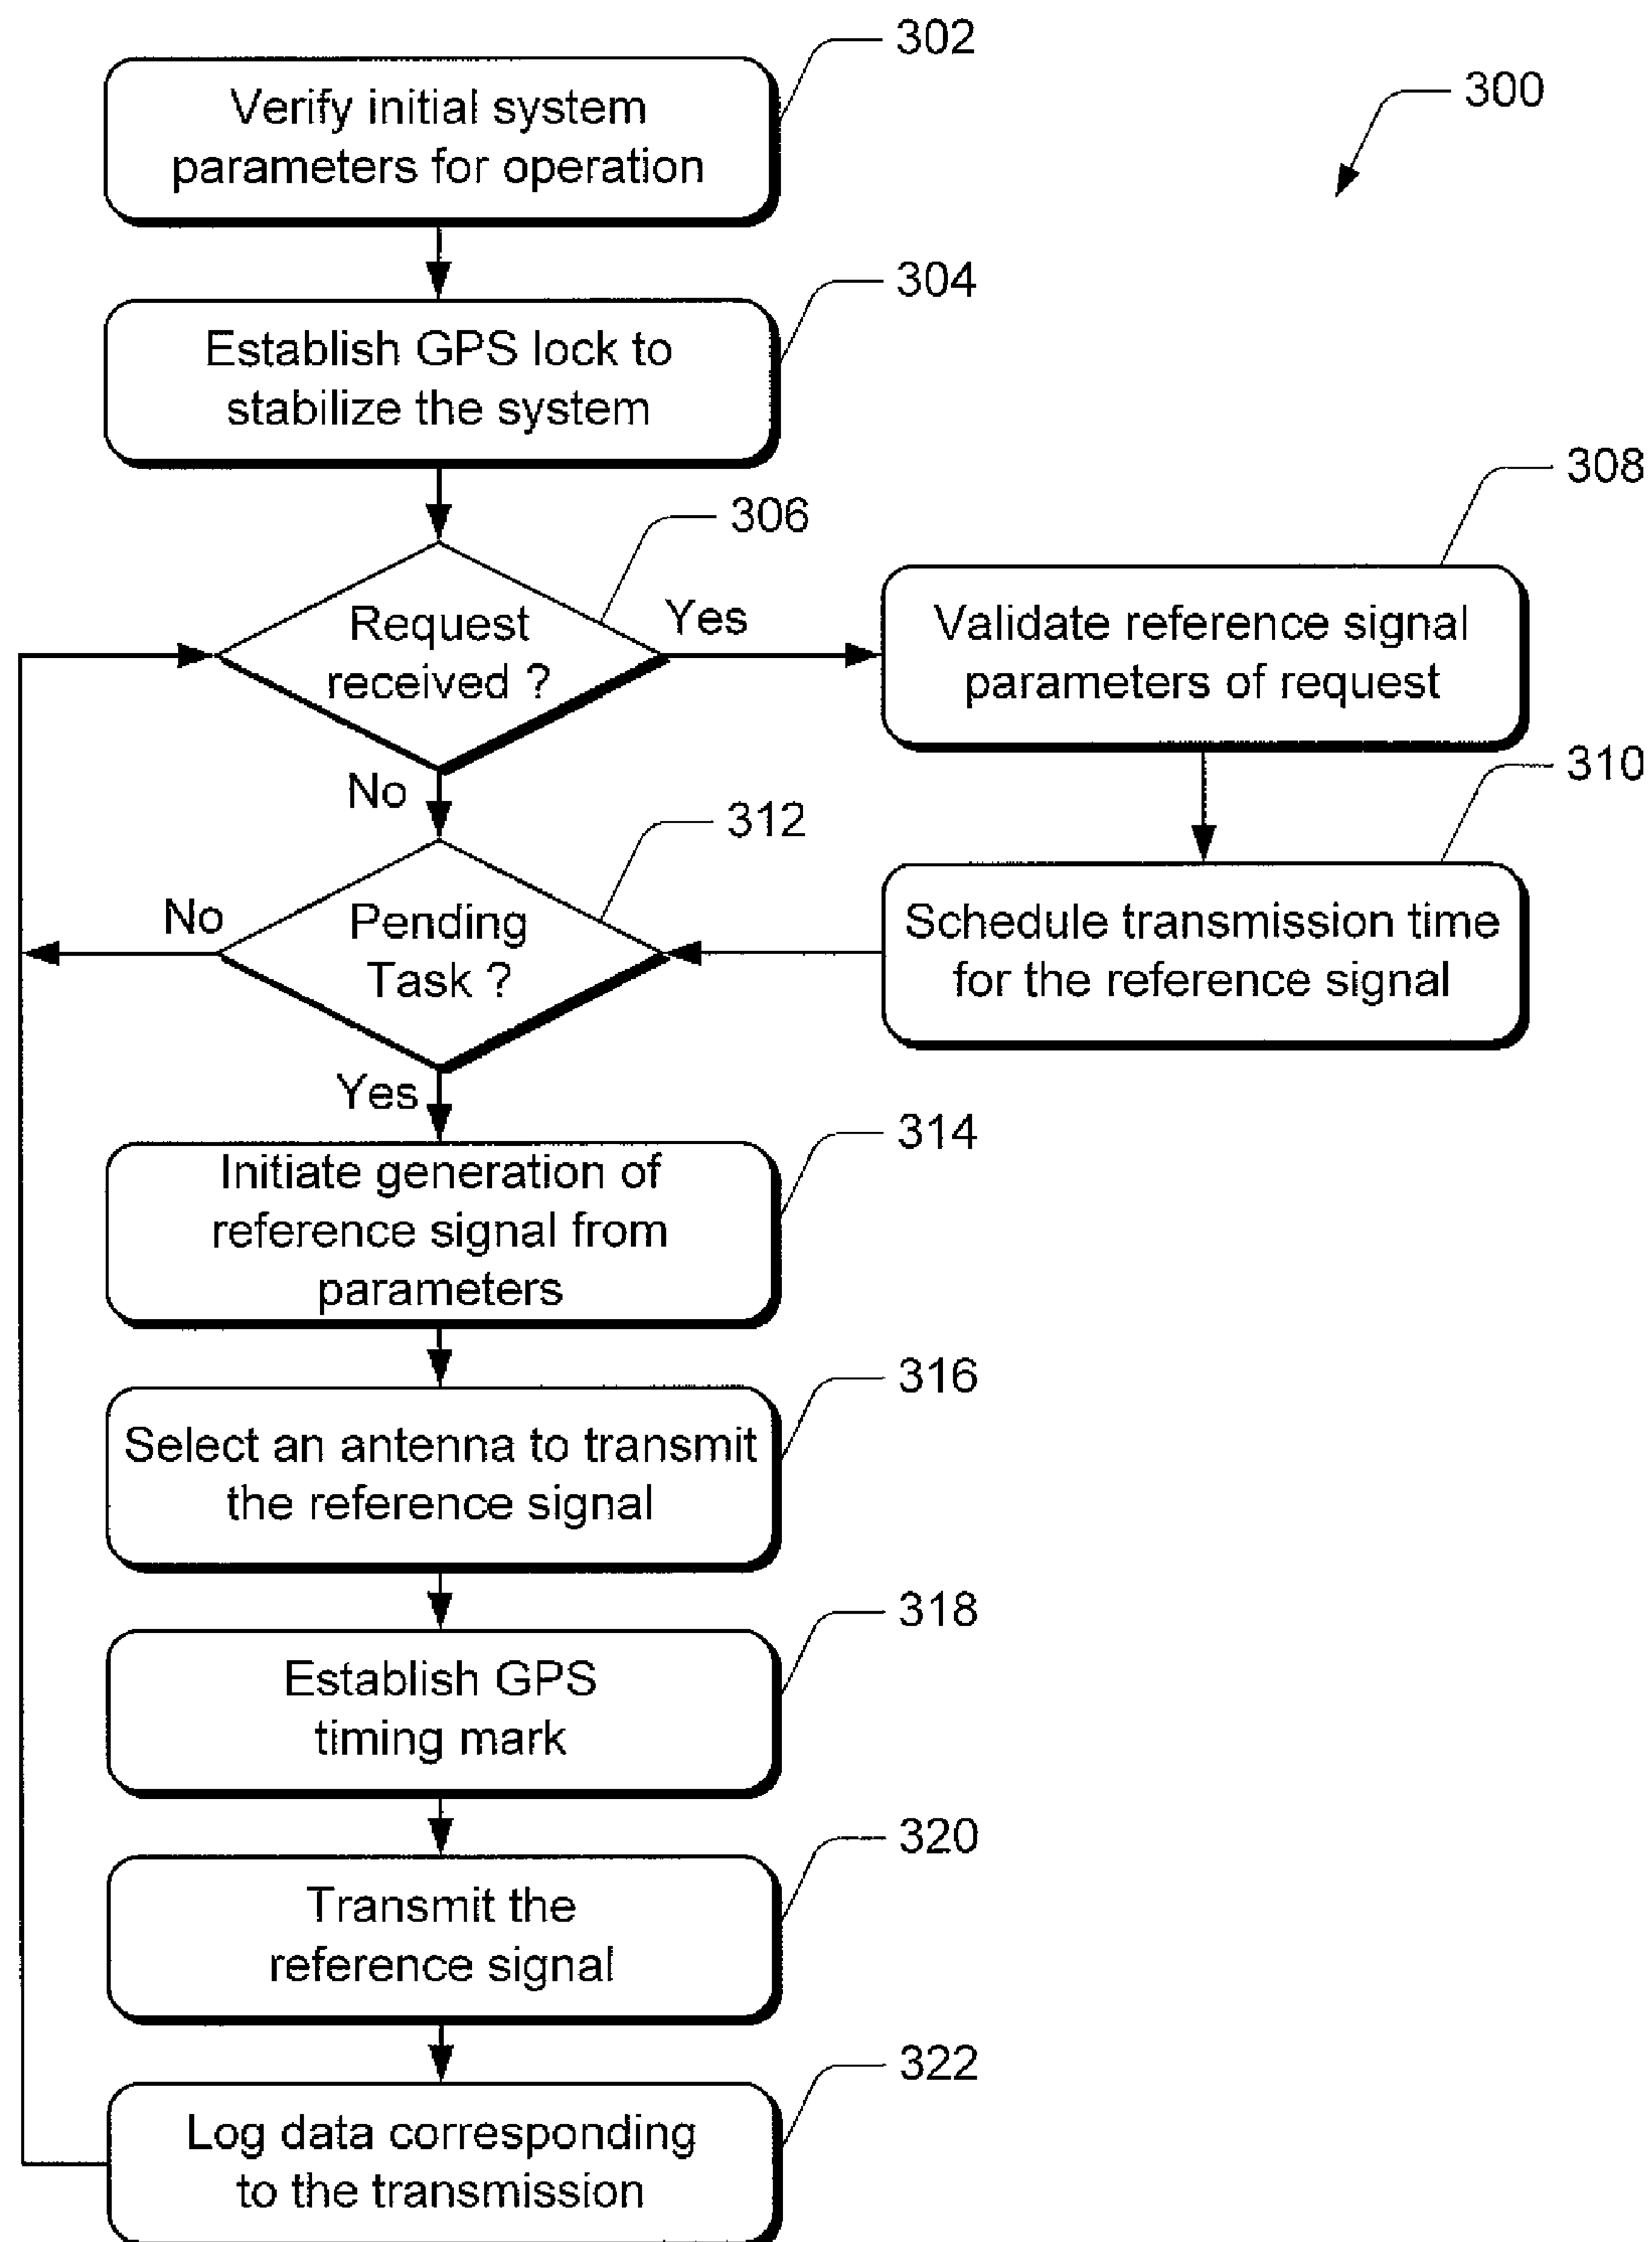 302
Verify initial system
parameters for operation
300
304
Establish GPS lock to
stabilize the system
306
Request
received ?
Yes
No
308
Validate reference signal
parameters of request
310
Schedule transmission time
for the reference signal
312
Pending
Task ?
No
Yes
314
Initiate generation of
reference signal from
parameters
316
Select an antenna to transmit
the reference signal
318
Establish GPS
timing mark
320
Transmit the
reference signal
322
Log data corresponding
to the transmission